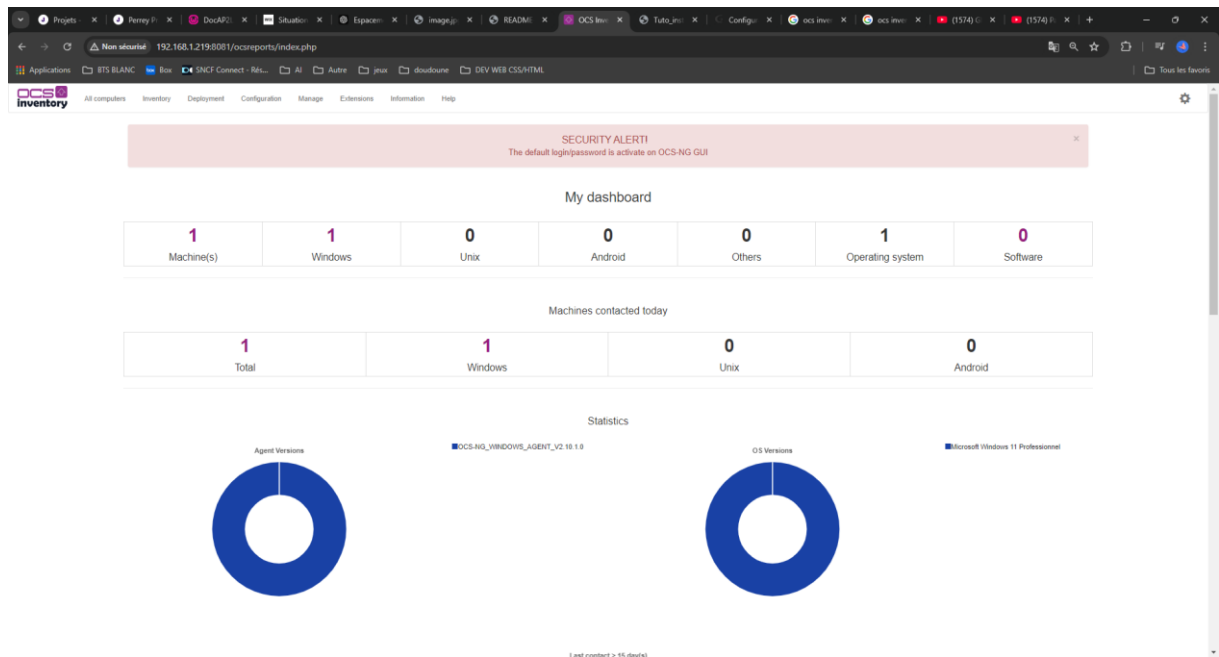 Projets -
Perrey P
DocAP2
Situation
Espacem
image.jp
README
OCS Inve
Tuto_inst
Configur
ocs inver
ocs inver
(1574) G
(1574) P
Non sécurisé
192.168.1.219:8081/ocsreports/index.php
Applications
BTS BLANC
Box
SNCF Connect - Rés...
AI
Autre
jeux
doudoune
DEV WEB CSS/HTML
Tous les favoris
OCS
inventory
All computers
Inventory
Deployment
Configuration
Manage
Extensions
Information
Help
SECURITY ALERT!
The default login/password is activate on OCS-NG GUI
×
My dashboard
1
Machine(s)
1
Windows
0
Unix
0
Android
0
Others
1
Operating system
0
Software
Machines contacted today
1
Total
1
Windows
0
Unix
0
Android
Statistics
Agent Versions
OCS-NG_WINDOWS_AGENT_V2.10.1.0
OS Versions
Microsoft Windows 11 Professionnel
Last contact > 15 day(s)